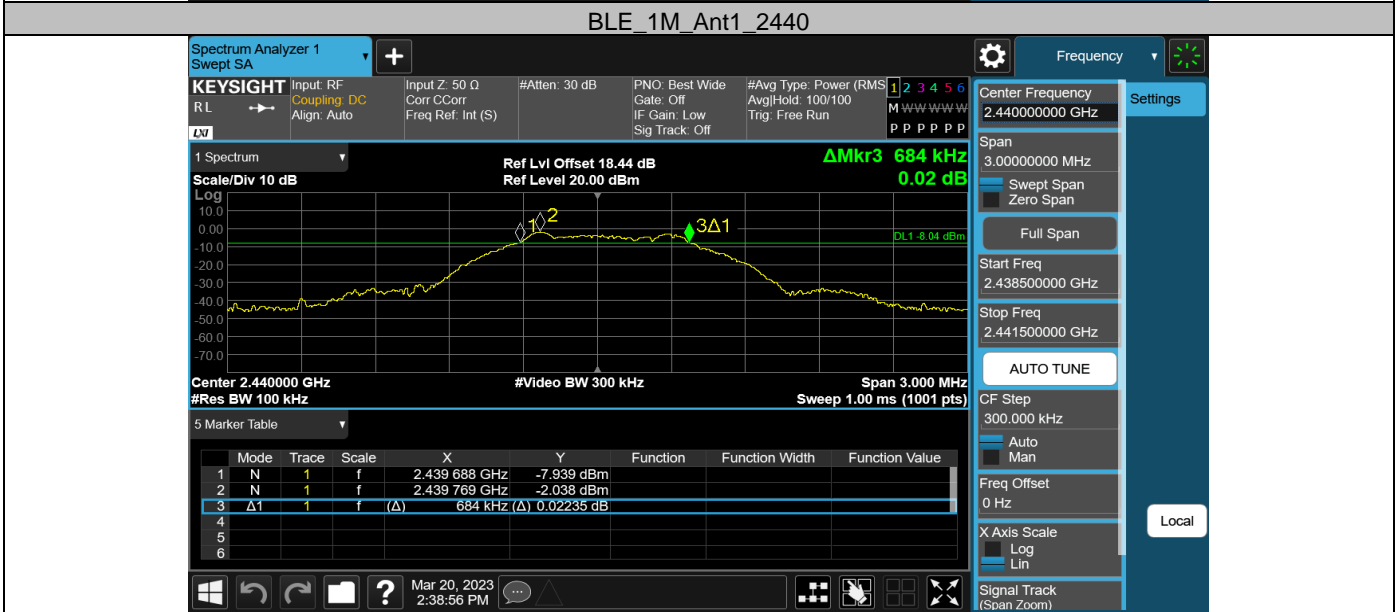 BLE_1M_Ant1_2440
Spectrum Analyzer 1
Swept SA
▼
+
Frequency ▼
KEYSIGHT
RL
LXI
Input: RF
Coupling: DC
Align: Auto
Input Z: 50 Ω
Corr CCorr
Freq Ref: Int (S)
#Atten: 30 dB
PNO: Best Wide
Gate: Off
IF Gain: Low
Sig Track: Off
#Avg Type: Power (RMS
Avg|Hold: 100/100
Trig: Free Run
1 2 3 4 5 6
M W W W W W
P P P P P P
1 Spectrum ▼
Scale/Div 10 dB
Ref Lvl Offset 18.44 dB
Ref Level 20.00 dBm
ΔMkr3 684 kHz
0.02 dB
Log
10.0
0.00
-10.0
-20.0
-30.0
-40.0
-50.0
-60.0
-70.0
1
2
3Δ1
DL1 -8.04 dBm
Center 2.440000 GHz
#Res BW 100 kHz
#Video BW 300 kHz
Span 3.000 MHz
Sweep 1.00 ms (1001 pts)
5 Marker Table ▼
Mode Trace Scale X Y Function Function Width Function Value
1 N 1 f 2.439 688 GHz -7.939 dBm
2 N 1 f 2.439 769 GHz -2.038 dBm
3 Δ1 1 f (Δ) 684 kHz (Δ) 0.02235 dB
4
5
6
Center Frequency
2.440000000 GHz
Span
3.00000000 MHz
Swept Span
Zero Span
Full Span
Start Freq
2.438500000 GHz
Stop Freq
2.441500000 GHz
AUTO TUNE
CF Step
300.000 kHz
Auto
Man
Freq Offset
0 Hz
X Axis Scale
Log
Lin
Signal Track
(Span Zoom)
Settings
Local
?
Mar 20, 2023
2:38:56 PM